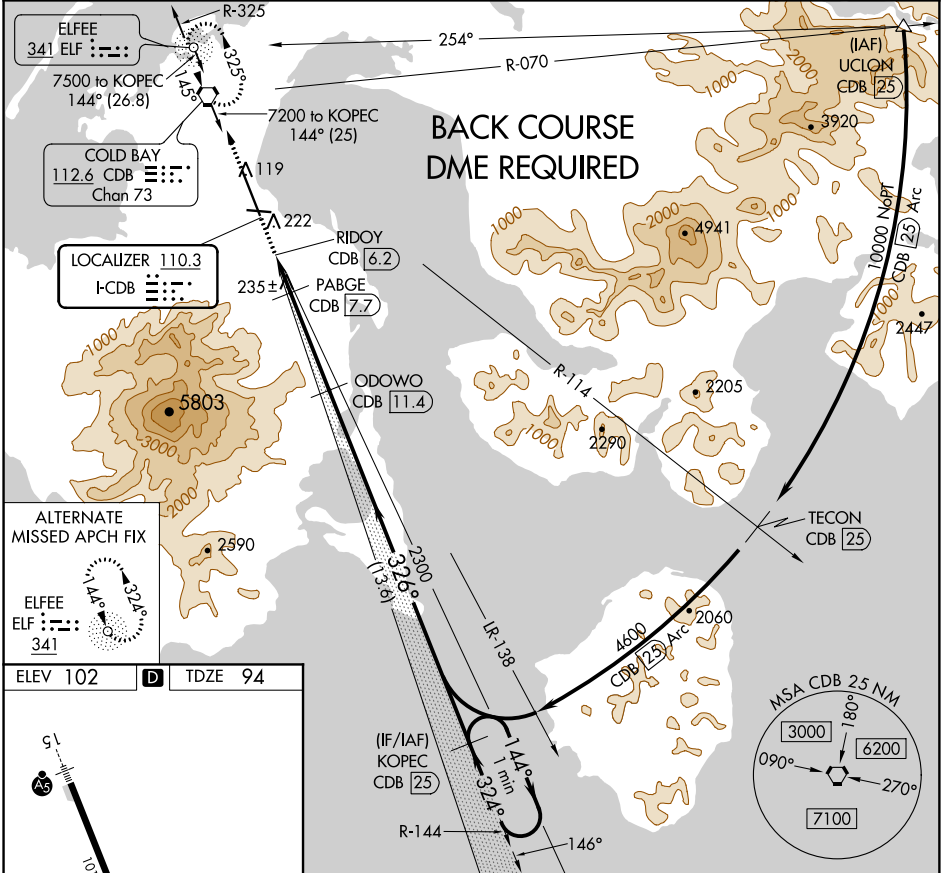 ELFEE
341 ELF
R-325
325°
145°
7500 to KOPEC
144° (26.8)
7200 to KOPEC
144° (25)
COLD BAY
112.6 CDB
Chan 73
254°
R-070
(IAF)
UCLON
CDB 25
1000
3920
BACK COURSE
DME REQUIRED
119
222
1000
2000
4941
1000
10000 NoPT
CDB 25 Arc
LOCALIZER 110.3
I-CDB
RIDOY
CDB 6.2
235±
PABGE
CDB 7.7
1000
2447
1000
5803
3000
2000
ODOWO
CDB 11.4
R-114
2205
1000
2290
TECON
CDB 25
ALTERNATE
MISSED APCH FIX
144°
324°
ELFEE
ELF
341
2590
326°
2300
(13.6)
LR-138
2060
4600
CDB 25 Arc
ELEV 102
D
TDZE 94
15
A5
(IF/IAF)
KOPEC
CDB 25
144°
1 min
324°
R-144
146°
MSA CDB 25 NM
180°
3000
6200
090°
270°
7100